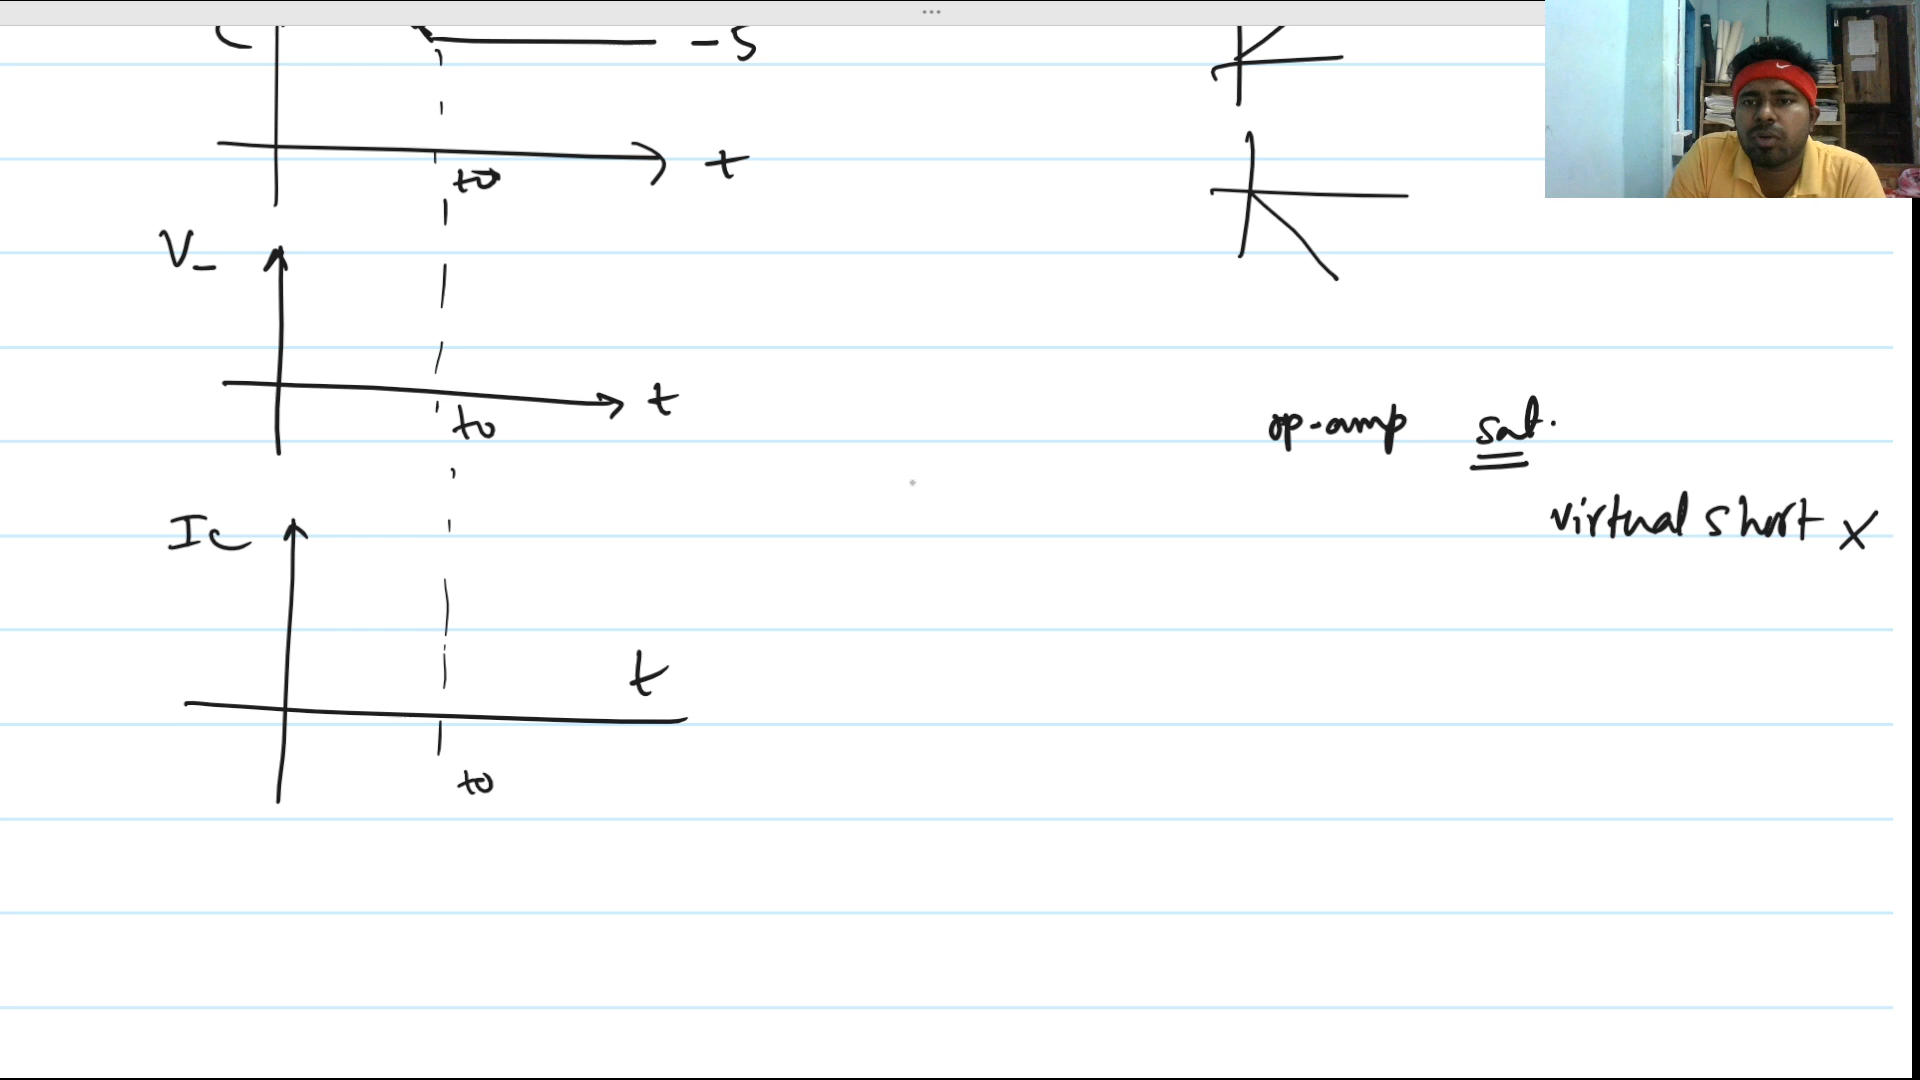 -5
t
to
V_
t
to
op-amp sat.
virtual short x
Ic
t
to